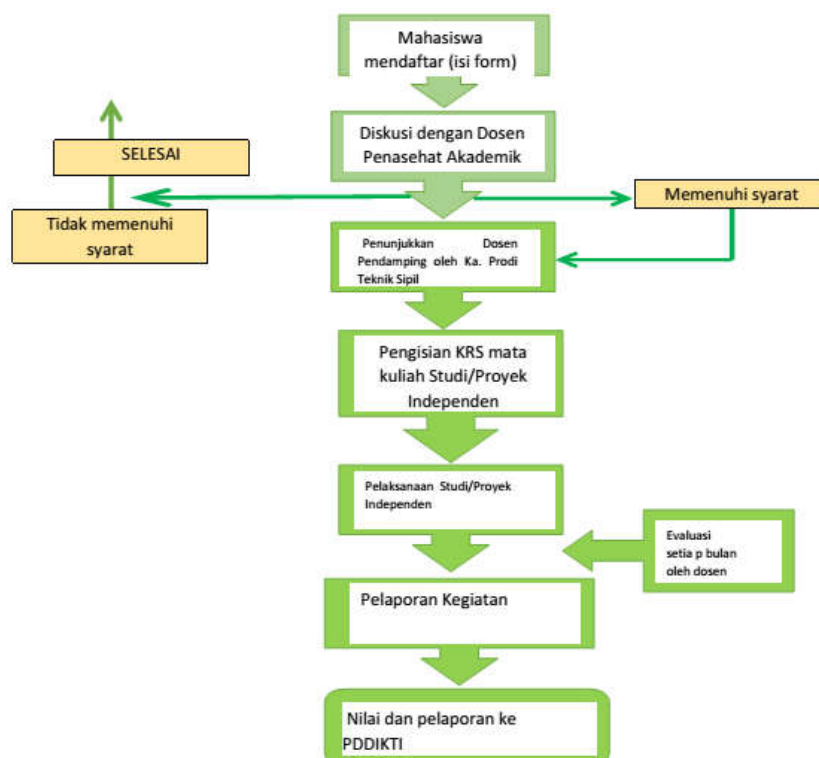 Mahasiswa
mendaftar (isi form)
Diskusi dengan Dosen
Penasehat Akademik
SELESAI
Tidak memenuhi
syarat
Memenuhi syarat
Penunjukkan Dosen
Pendamping oleh Ka. Prodi
Teknik Sipil
Pengisian KRS mata
kuliah Studi/Proyek
Independen
Pelaksanaan Studi/Proyek
Independen
Evaluasi
setia p bulan
oleh dosen
Pelaporan Kegiatan
Nilai dan pelaporan ke
PDDIKTI